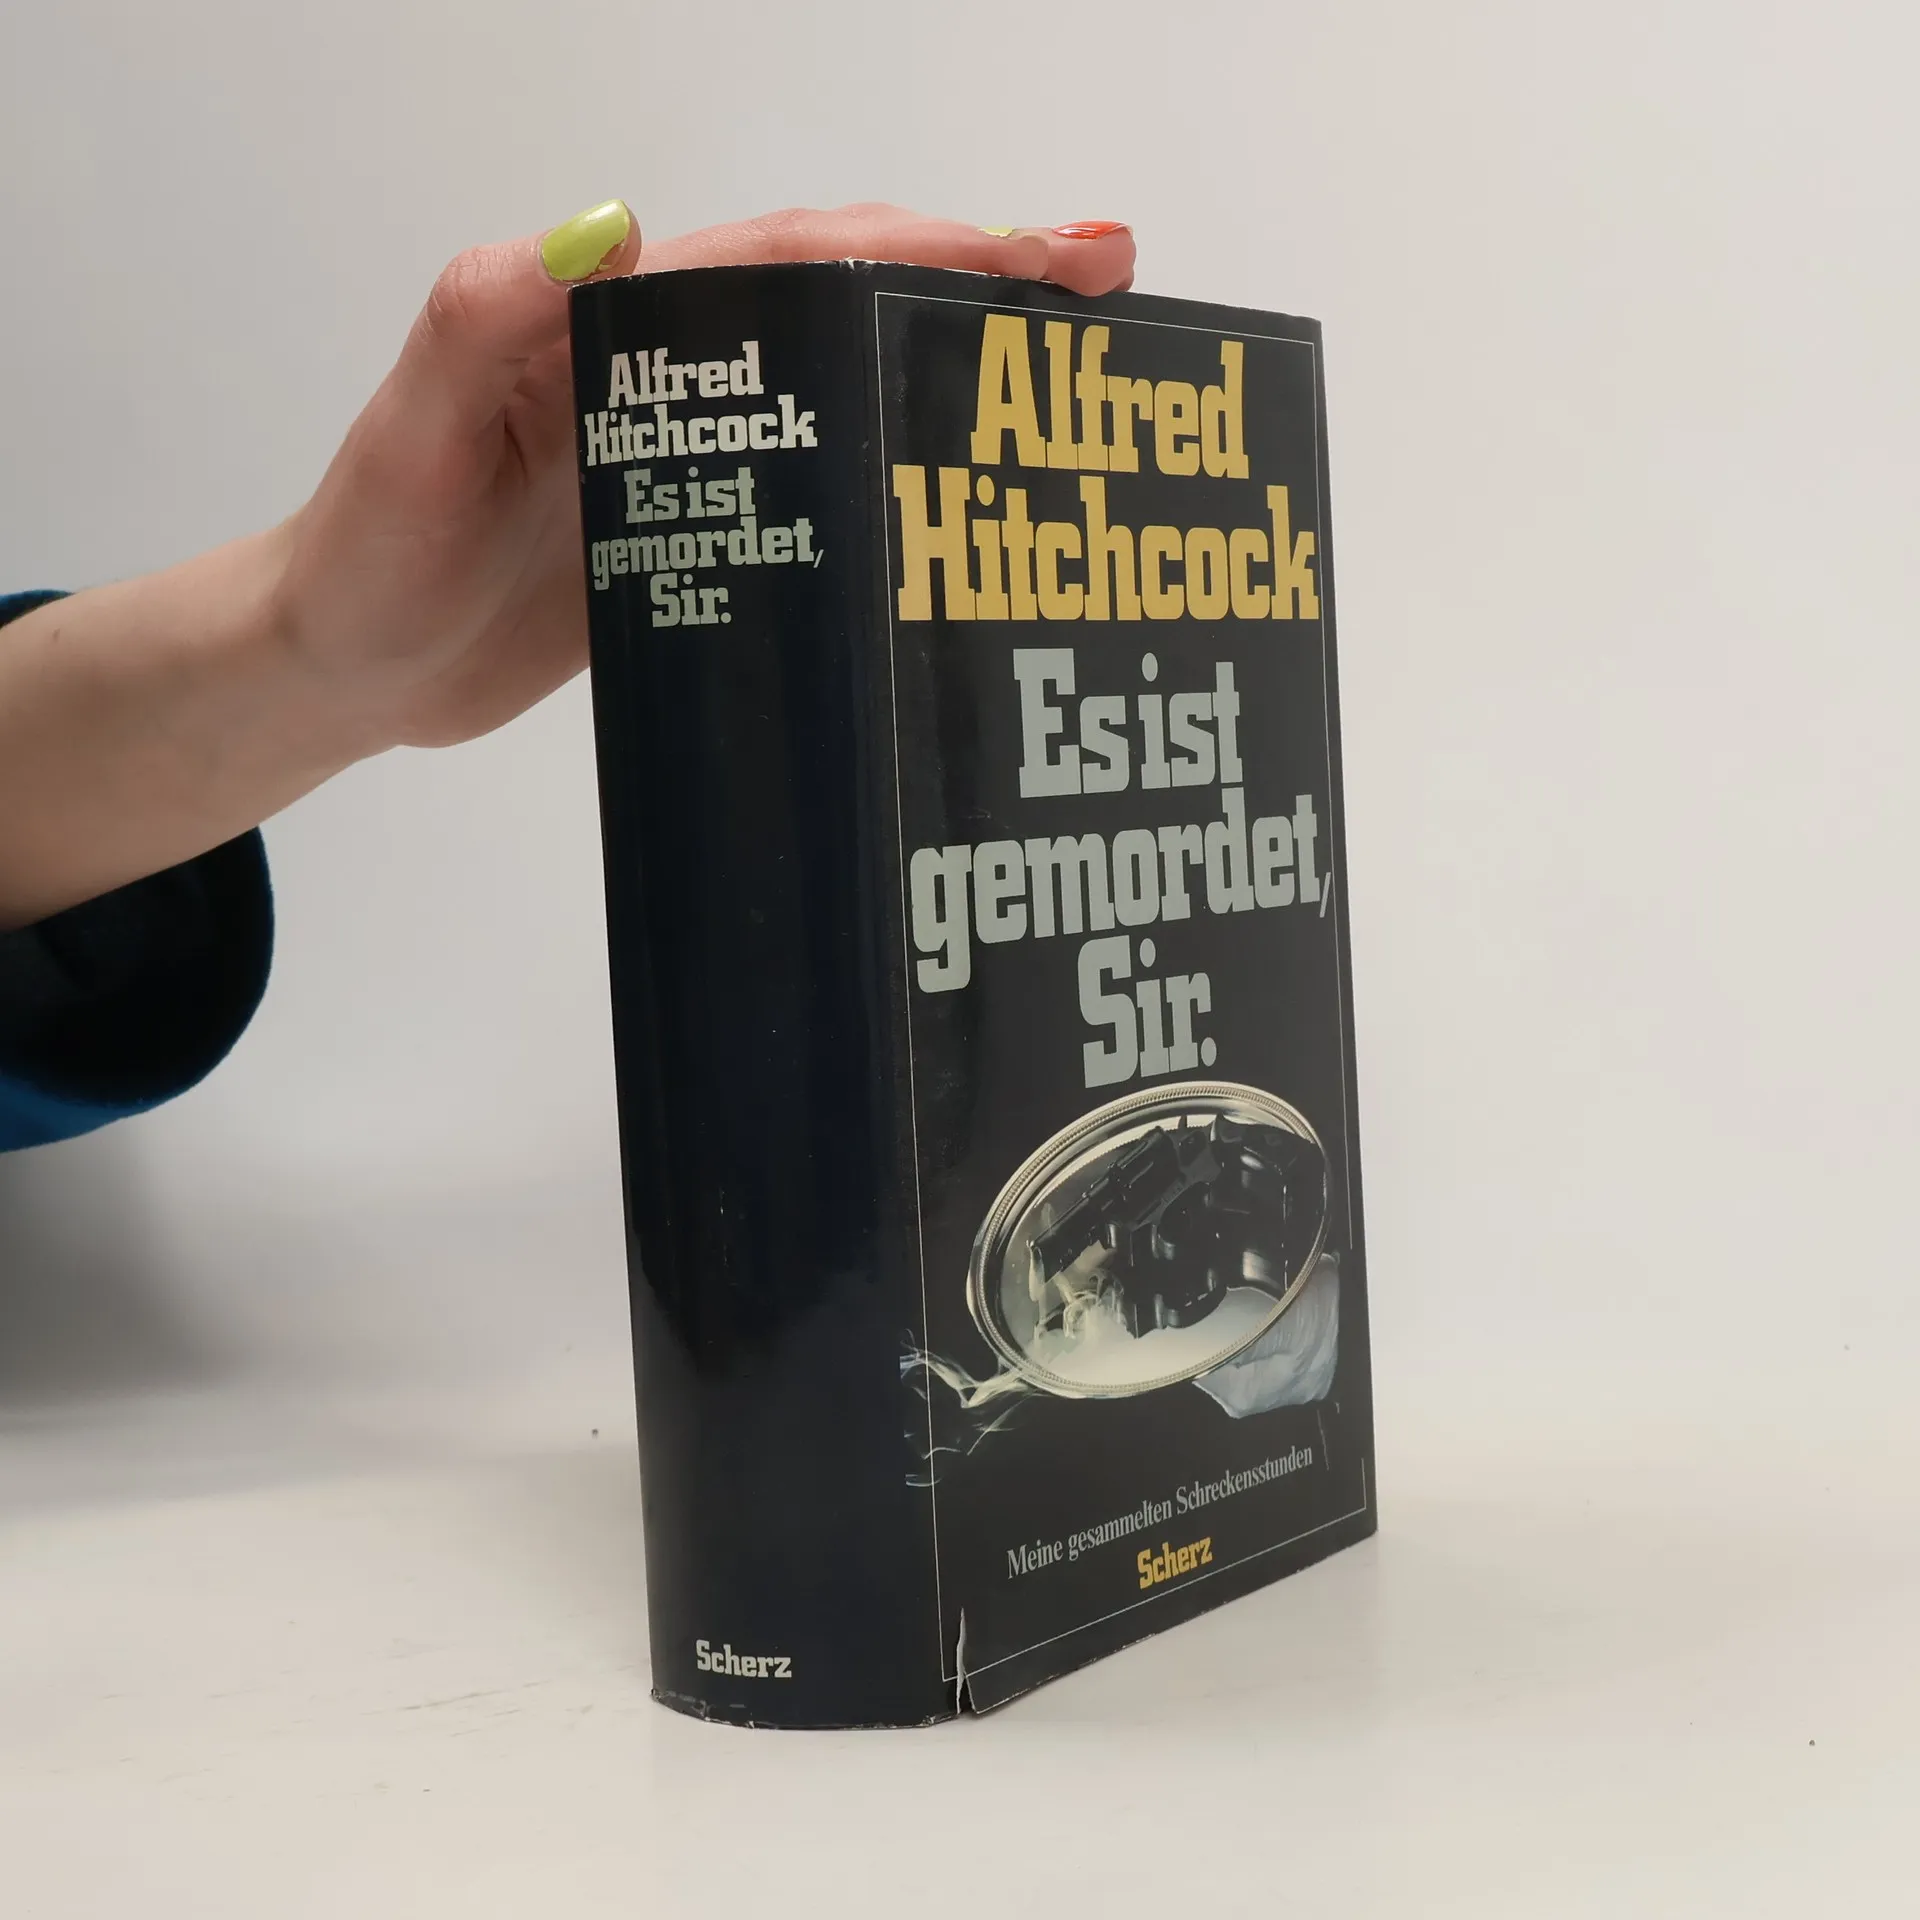 Alfred
Hitchcock
Es ist
gemordet,
Sir.
Scherz
Alfred
Hitchcock
Es ist
gemordet,
Sir.
Meine gesammelten Schreckensstunden
Scherz